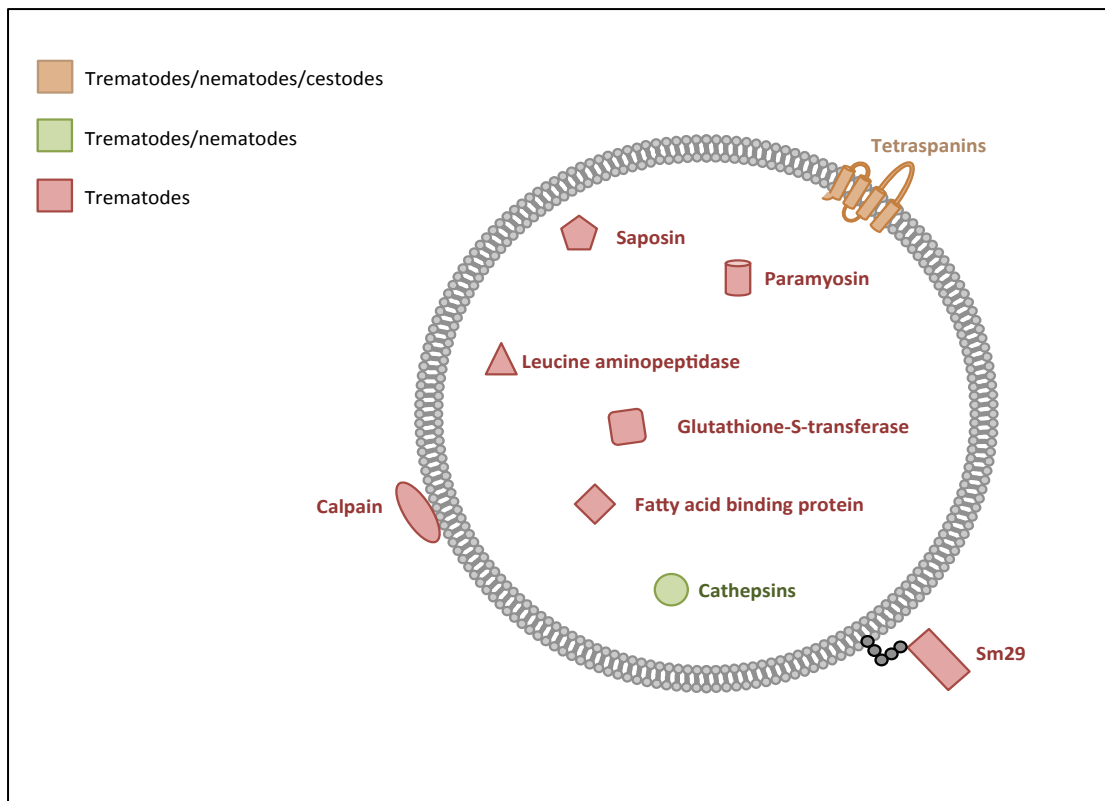 Trematodes/nematodes/cestodes
Trematodes/nematodes
Trematodes
Tetraspanins
Saposin
Paramyosin
Leucine aminopeptidase
Glutathione-S-transferase
Calpain
Fatty acid binding protein
Cathepsins
Sm29